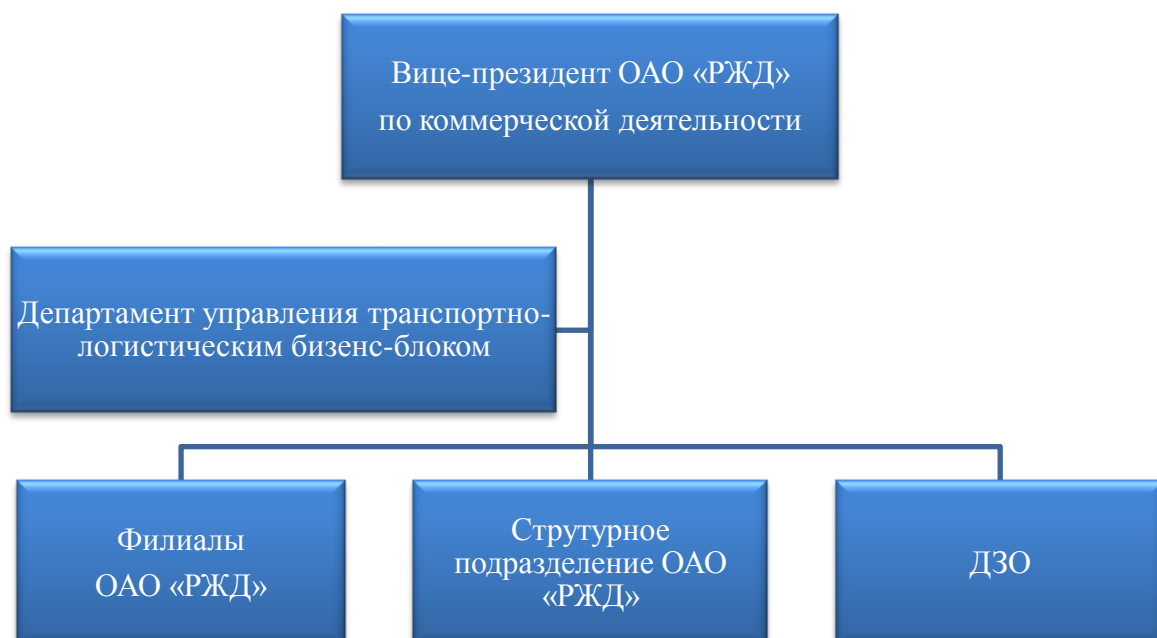 Вице-президент ОАО «РЖД»
по коммерческой деятельности
Департамент управления транспортно-
логистическим бизенс-блоком
Филиалы
ОАО «РЖД»
Струтурное
подразделение ОАО
«РЖД»
ДЗО